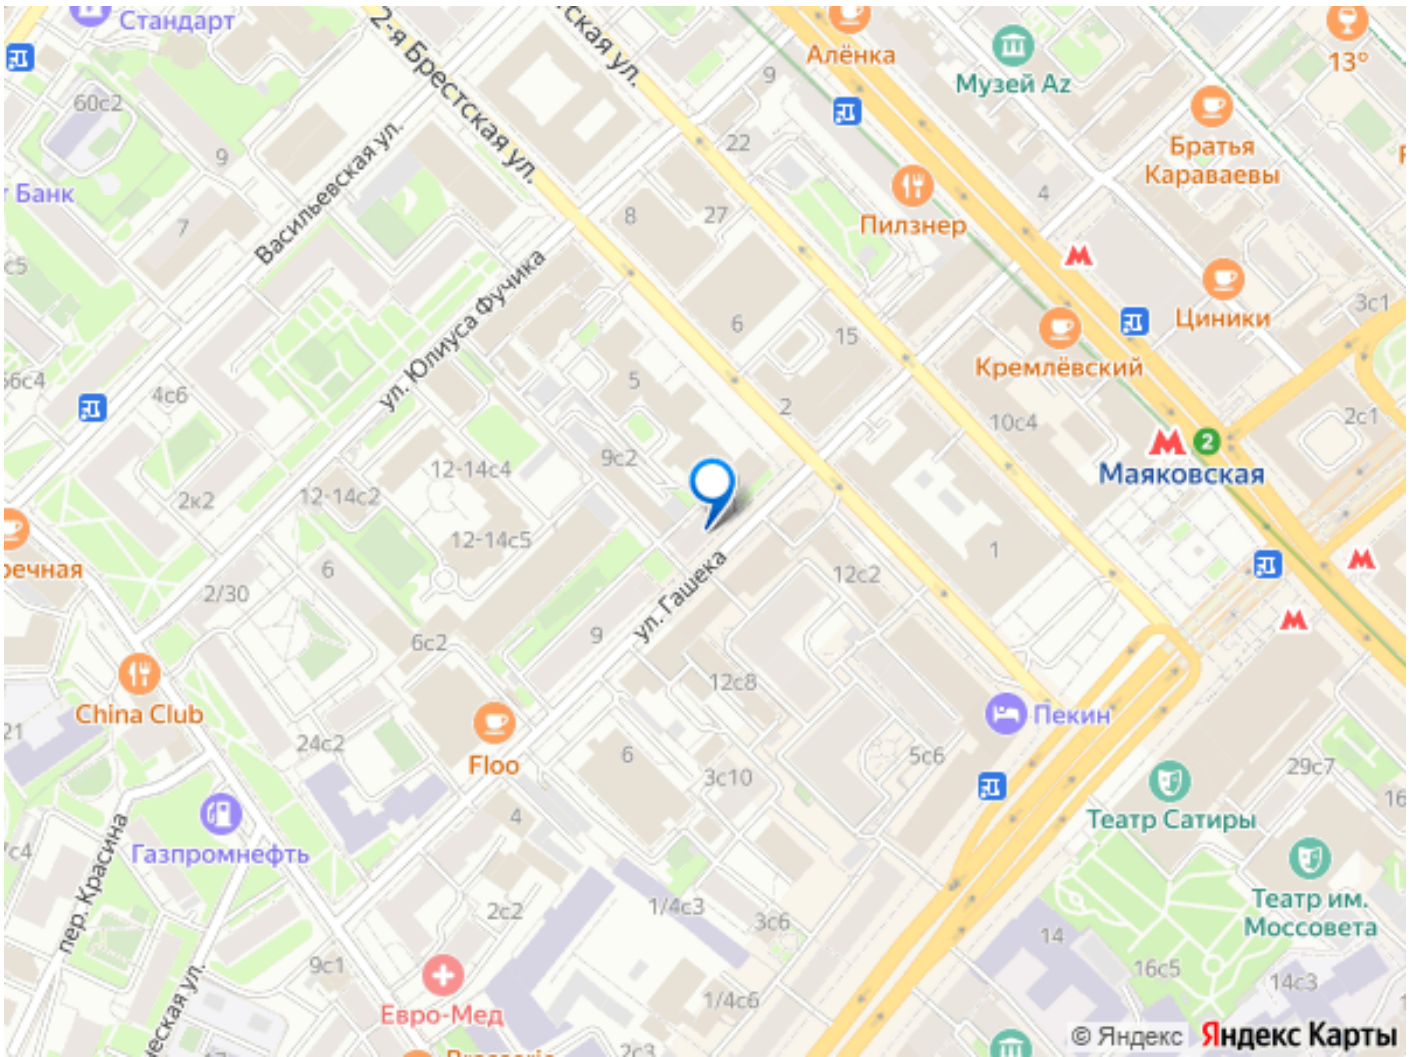 Стандарт
2-я Брестская ул.
ская ул.
Алёнка
9
Музей Az
13°
60с2
22
Братья
Караваевы
9
Васильевская ул.
Банк
4
7
8
27
Пилзнер
с5
ул. Юлиуса Фучика
3с1
6
15
Циники
Кремлёвский
5
6с4
4с6
2
10с4
2с1
2
9с2
12-14с4
Маяковская
2к2
12-14с2
12-14с5
1
речная
6
12с2
2/30
ул. Гашека
9
6с2
12с8
China Club
Пекин
21
24с2
Floo
6
3с10
5с6
29с7
16
4
Театр Сатиры
Газпромнефть
пер. Красина
с4
Театр им.
Моссовета
2с2
1/4с3
3с6
14
9с1
16с5
14с3
1/4с6
Евро-Мед
ческая ул.
2с3
© Яндекс Яндекс Карты